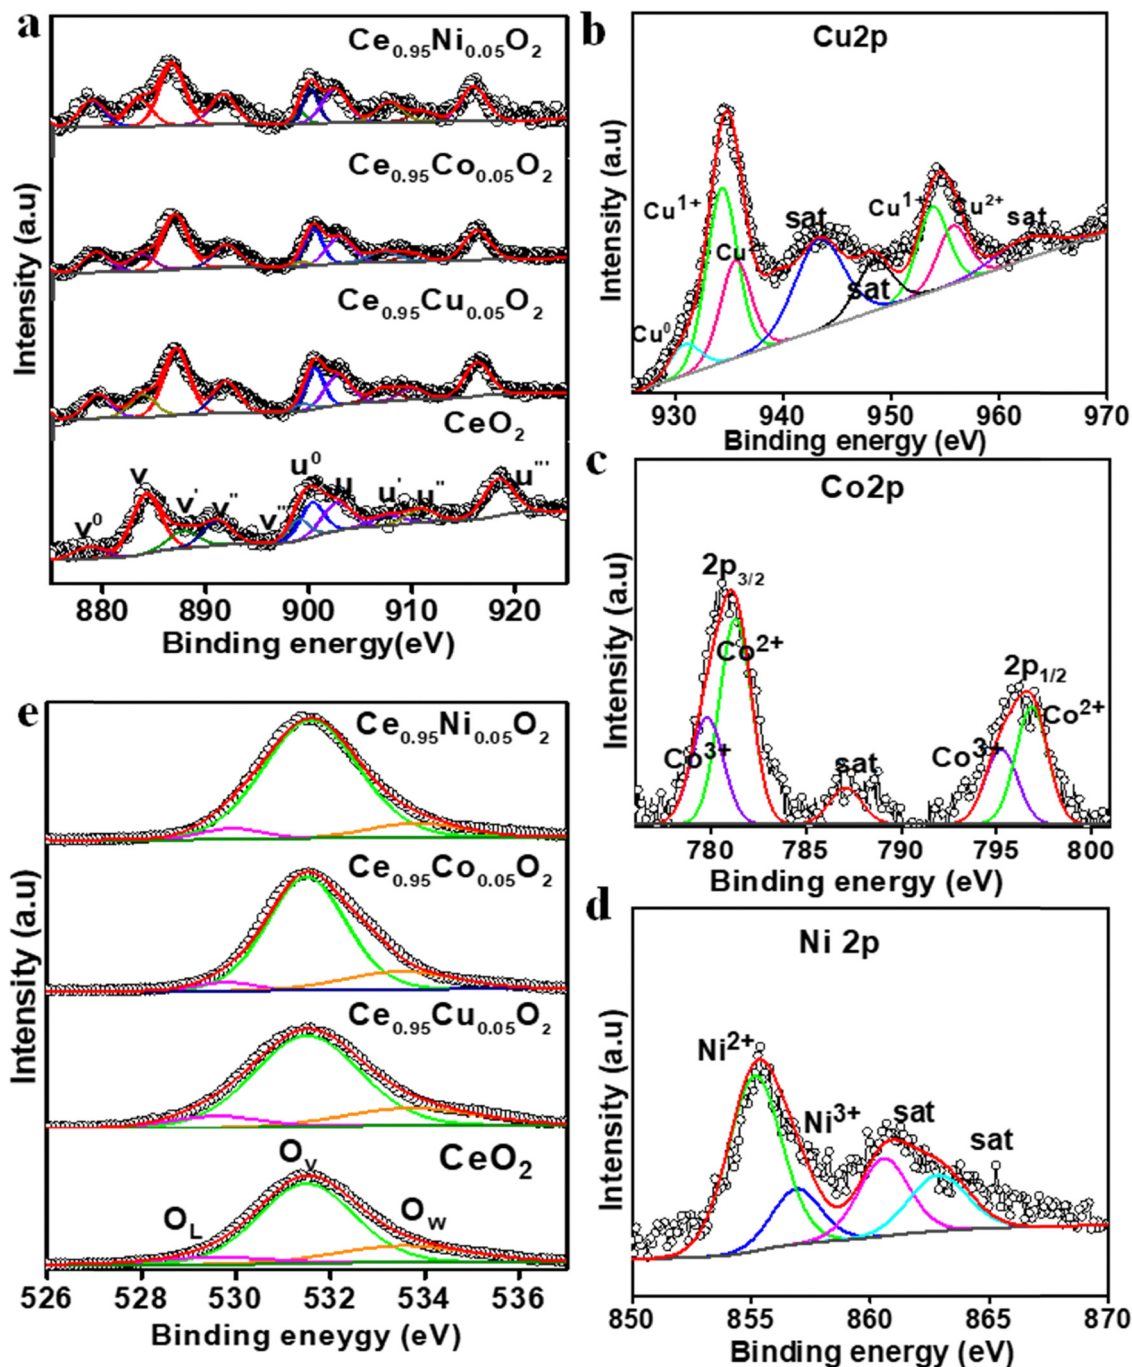 a
Ce0.95Ni0.05O2
Ce0.95Co0.05O2
Ce0.95Cu0.05O2
CeO2
v0
v
v'
v''
v''
u0
u
u'
u''
u'''
Intensity (a.u)
880 890 900 910 920
Binding energy(eV)
b
Cu2p
Intensity (a.u)
Cu1+
Cu2+
Cu0
sat
sat
Cu1+
Cu2+
sat
930 940 950 960 970
Binding energy (eV)
c
Co2p
Intensity (a.u)
2p3/2
Co2+
Co3+
sat
2p1/2
Co2+
Co3+
780 785 790 795 800
Binding energy (eV)
d
Ni 2p
Intensity (a.u)
Ni2+
Ni3+
sat
sat
850 855 860 865 870
Binding energy (eV)
e
Ce0.95Ni0.05O2
Ce0.95Co0.05O2
Ce0.95Cu0.05O2
CeO2
OL
Ov
Ow
Intensity (a.u)
526 528 530 532 534 536
Binding eneygy (eV)